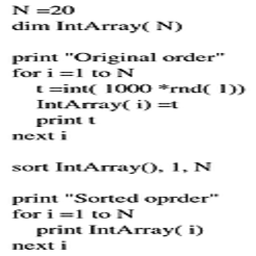 N =20
dim IntArray( N)
print "Original order"
for i =1 to N
t =int( 1000 *rnd( 1))
IntArray( i) =t
print t
next i
sort IntArray(), 1, N
print "Sorted oprder"
for i =1 to N
print IntArray( i)
next i